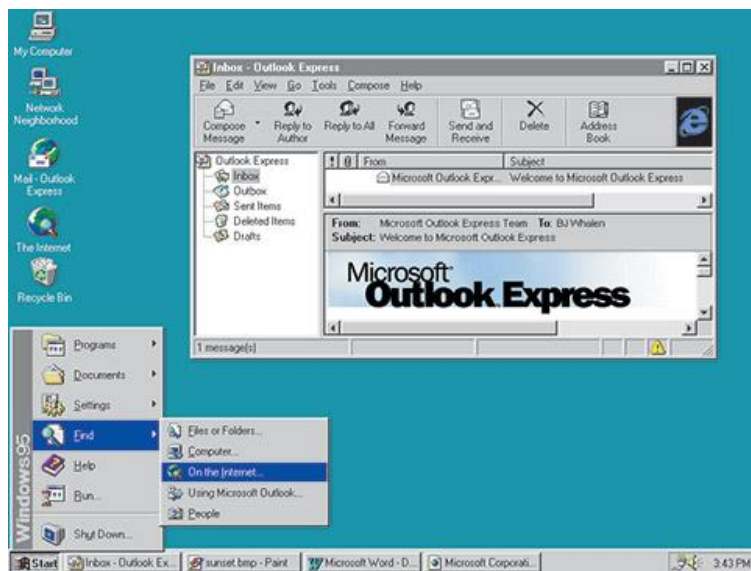 My Computer
Network
Neighborhood
Mail - Outlook
Express
The Internet
Recycle Bin
Inbox - Outlook Express
File Edit View Go Tools Compose Help
Compose
Message
Reply to
Author
Reply to All
Forward
Message
Send and
Receive
Delete
Address
Book
Outlook Express
Inbox
Outbox
Sent Items
Deleted Items
Drafts
From Subject
Microsoft Outlook Expr... Welcome to Microsoft Outlook Express
From: Microsoft Outlook Express Team To: BJ Whalen
Subject: Welcome to Microsoft Outlook Express
Microsoft
Outlook Express
1 message(s)
Windows95
Programs
Documents
Settings
Find
Help
Run...
Shut Down...
Files or Folders...
Computer...
On the Internet...
Using Microsoft Outlook...
People
Start Inbox - Outlook Ex... sunset.bmp - Paint Microsoft Word - D... Microsoft Corporati... 3:43 PM